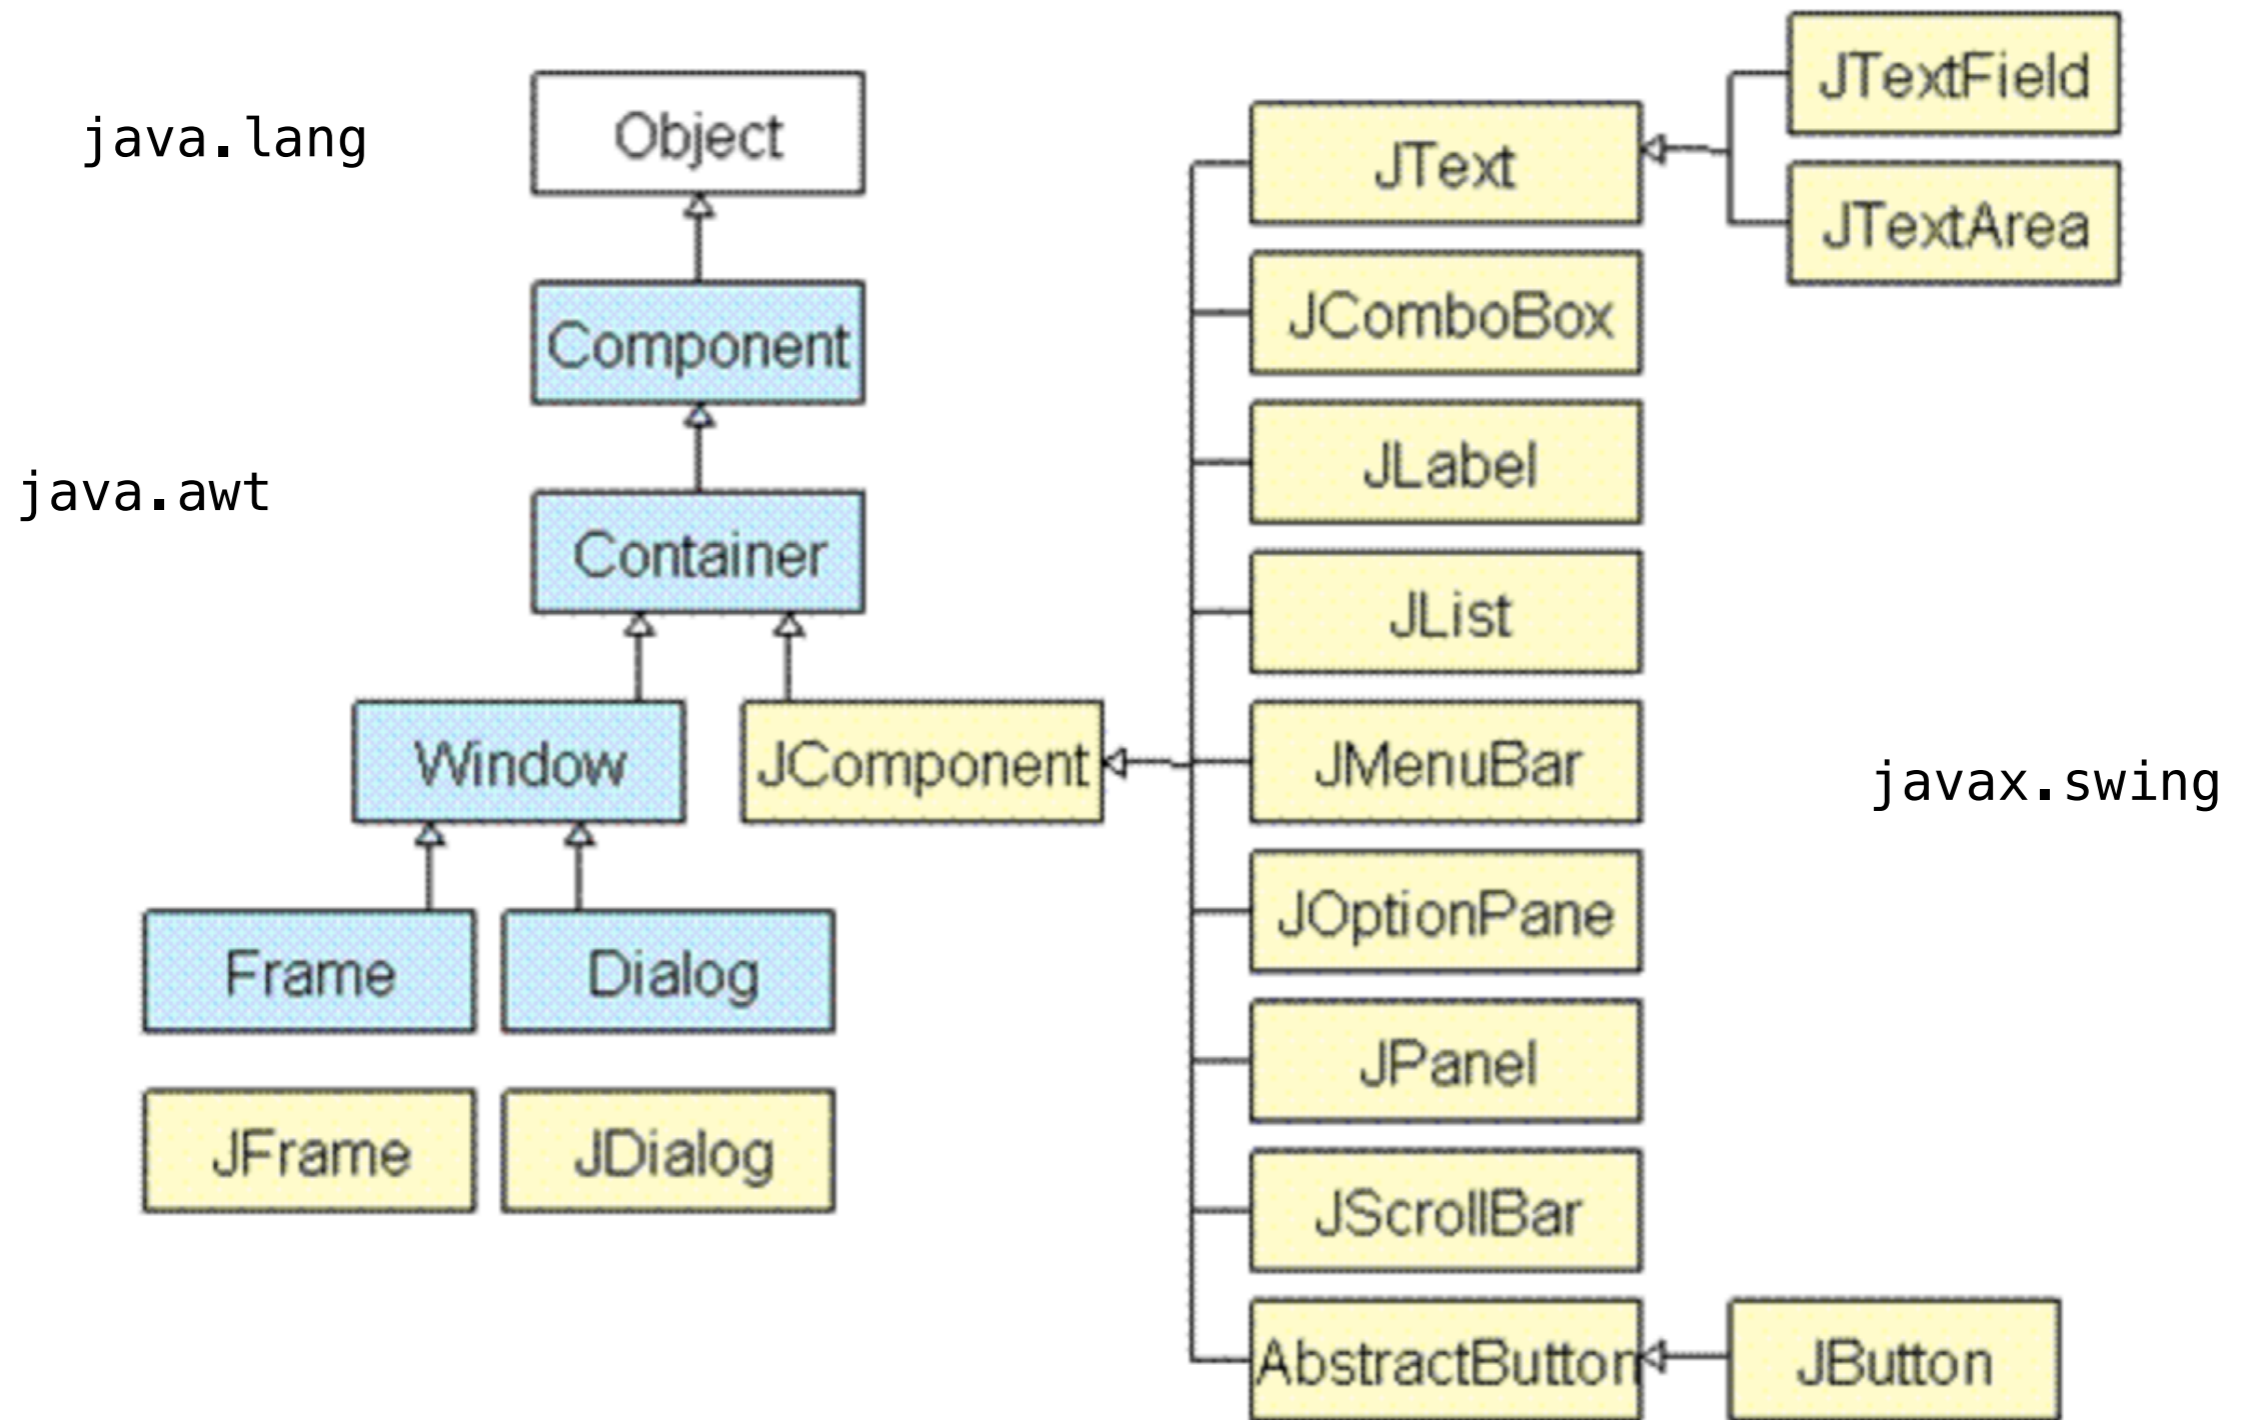 java.lang
Object
Component
java.awt
Container
Window
JComponent
Frame
Dialog
JFrame
JDialog
JText
JTextField
JTextArea
JComboBox
JLabel
JList
JMenuBar
JOptionPane
JPanel
JScrollBar
AbstractButton
JButton
javax.swing